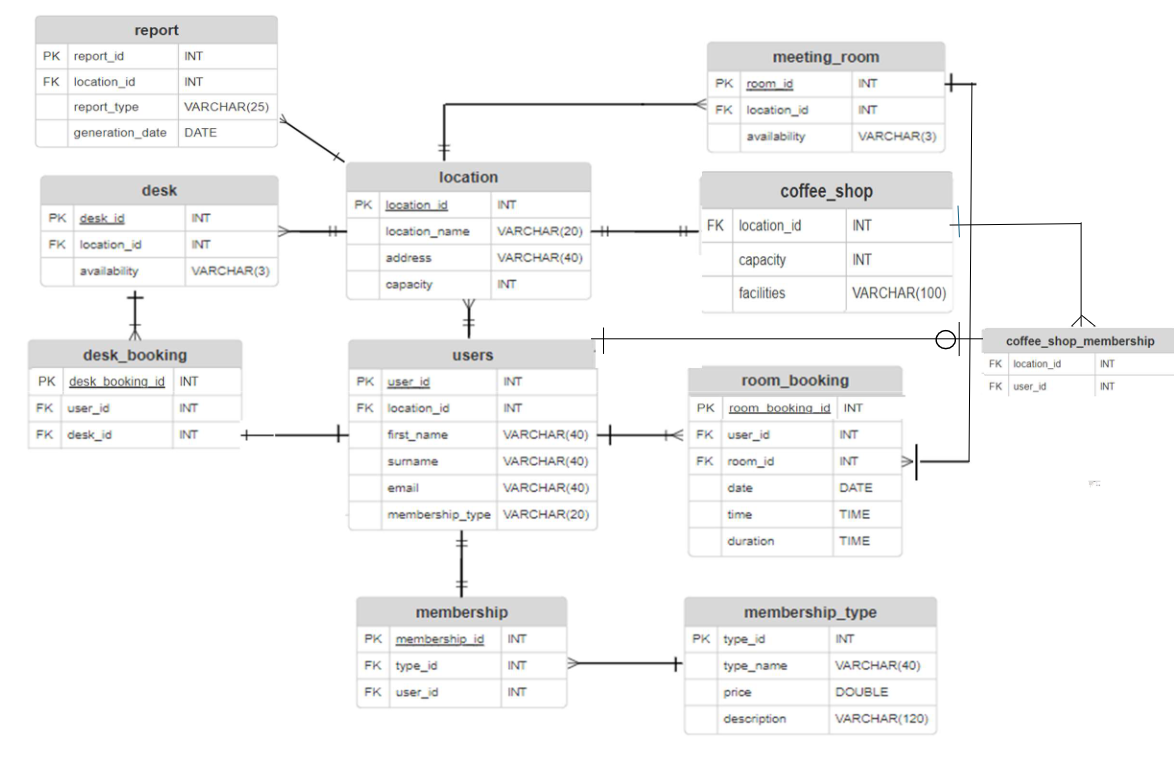 report
PK report_id INT
FK location_id INT
report_type VARCHAR(25)
generation_date DATE
meeting_room
PK room_id INT
FK location_id INT
availability VARCHAR(3)
desk
PK desk_id INT
FK location_id INT
availability VARCHAR(3)
location
PK location_id INT
location_name VARCHAR(20)
address VARCHAR(40)
capacity INT
coffee_shop
FK location_id INT
capacity INT
facilities VARCHAR(100)
desk_booking
PK desk_booking_id INT
FK user_id INT
FK desk_id INT
users
PK user_id INT
FK location_id INT
first_name VARCHAR(40)
surname VARCHAR(40)
email VARCHAR(40)
membership_type VARCHAR(20)
room_booking
PK room_booking_id INT
FK user_id INT
FK room_id INT
date DATE
time TIME
duration TIME
coffee_shop_membership
FK location_id INT
FK user_id INT
membership
PK membership_id INT
FK type_id INT
FK user_id INT
membership_type
PK type_id INT
type_name VARCHAR(40)
price DOUBLE
description VARCHAR(120)